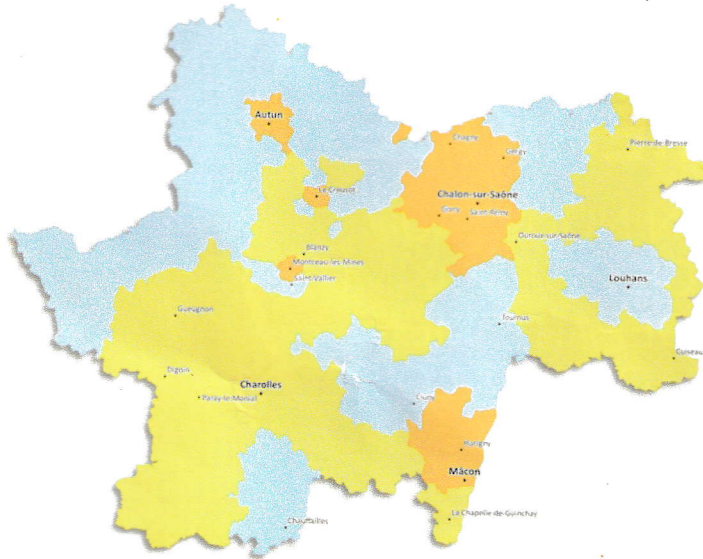 Autun
Chagny
Gergy
Pierre-de-Bresse
Le Creusot
Chalon-sur-Saône
Givry
Saint-Rémy
Ouroux-sur-Saône
Blanzy
Montceau-les-Mines
Saint-Vallier
Louhans
Gueugnon
Tournus
Cuiseaux
Digoin
Charolles
Paray-le-Monial
Cluny
Hurigny
Mâcon
La Chapelle-de-Guinchay
Chauffailles